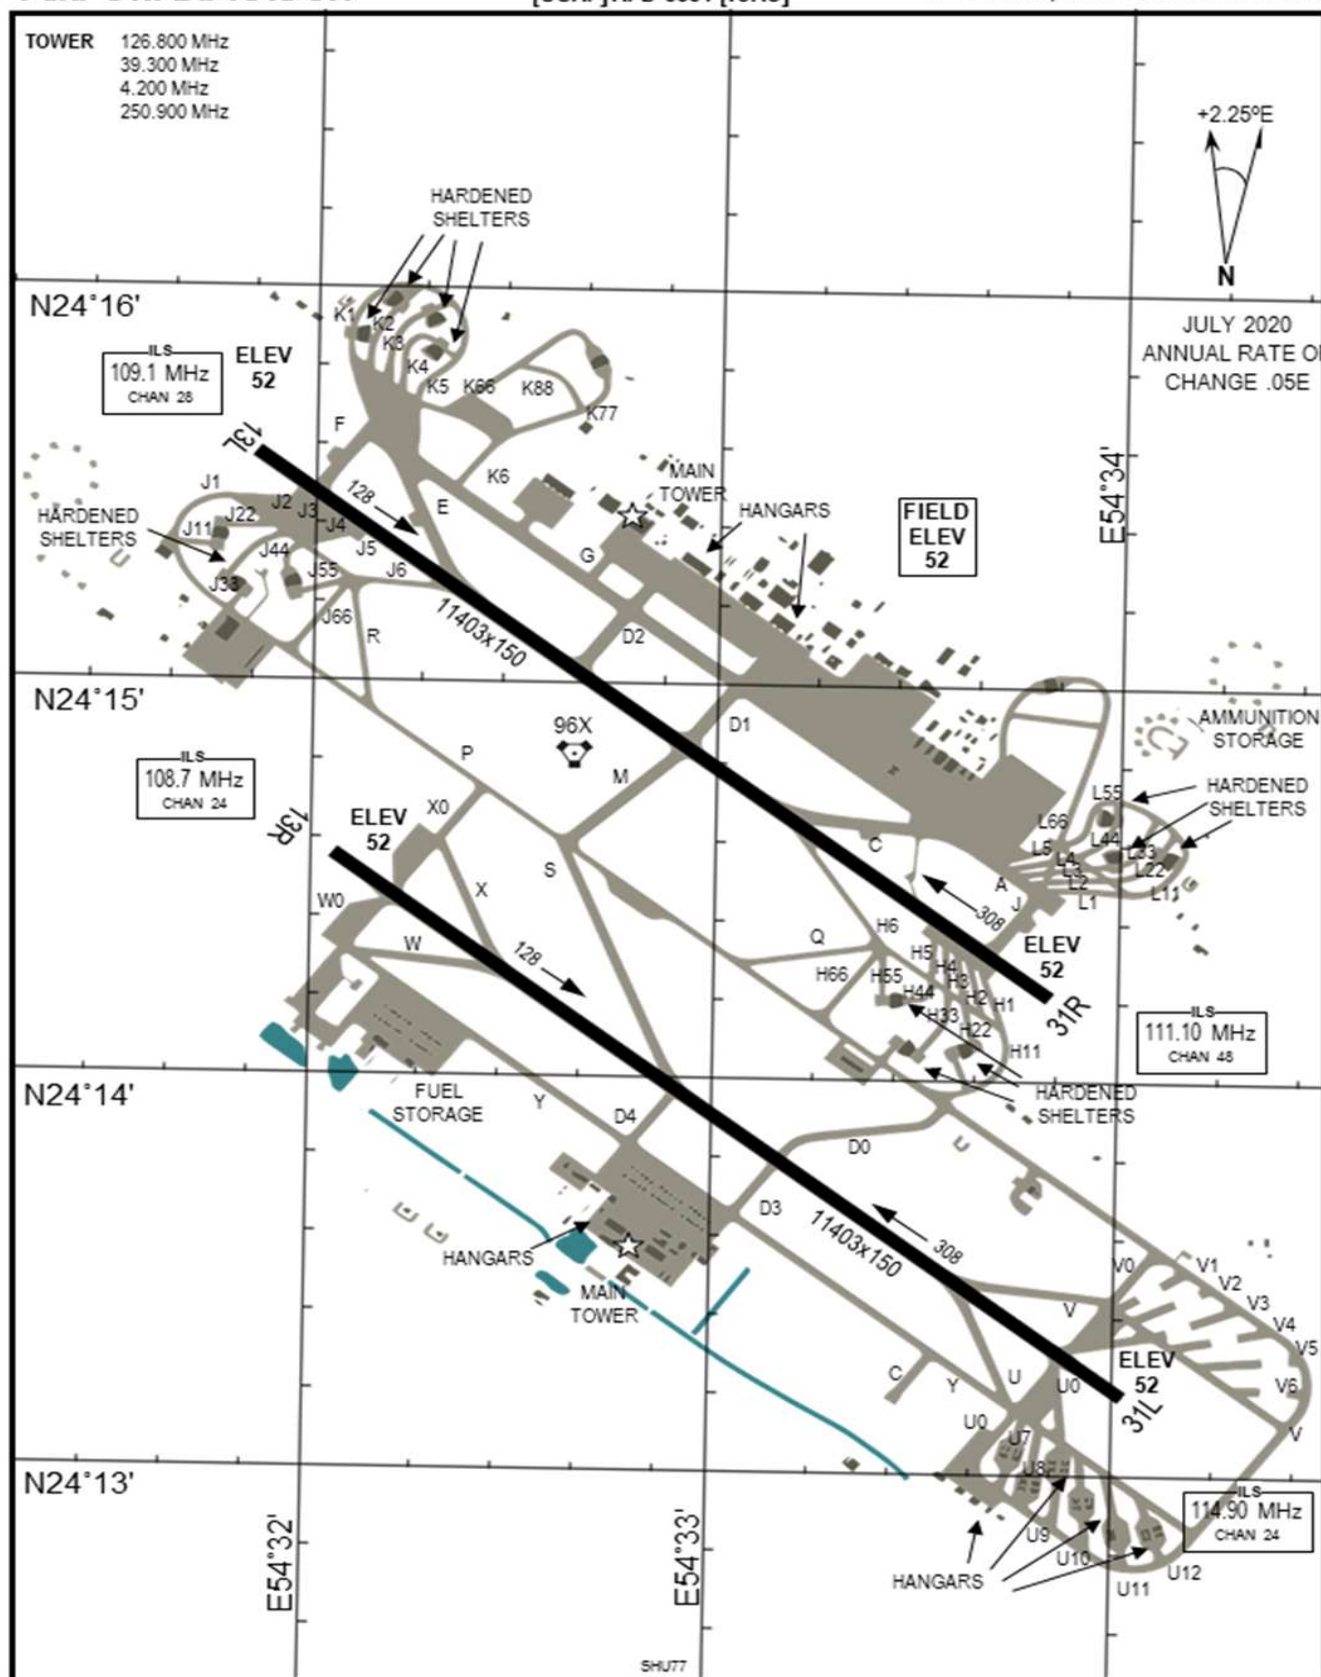 TOWER 126.800 MHz
39.300 MHz
4.200 MHz
250.900 MHz
+2.25ºE
N
JULY 2020
CHANGE .05E
HARDENED
SHELTERS
N24°16'
ILS
109.1 MHz
CHAN 28
ELEV
52
K1
K2
K3
K4
K5
K66
K88
K77
K6
F
13L
128
J1
J2
J3
J4
J5
J6
J11
J22
J33
J44
J55
J66
HARDENED
SHELTERS
E
G
R
MAIN
TOWER
HANGARS
FIELD
ELEV
52
E54°34'
11403x150
D2
N24°15'
D1
96X
M
P
ILS
108.7 MHz
CHAN 24
13R
ELEV
52
X0
X
S
W0
W
128
AMMUNITION
STORAGE
HARDENED
SHELTERS
L55
L66
L44
L5
L4
L33
L3
L22
L2
L11
L1
C
A
J
308
ELEV
52
31R
Q
H6
H5
H4
H3
H2
H1
H66
H55
H44
H33
H22
H11
ILS
111.10 MHz
CHAN 48
N24°14'
FUEL
STORAGE
Y
D4
HARDENED
SHELTERS
D0
D3
308
11403x150
HANGARS
MAIN
TOWER
V0
V1
V2
V3
V4
V5
V6
V
V
ELEV
52
31L
C
Y
U
U0
U0
U7
U8
U9
U10
U11
U12
N24°13'
ILS
114.90 MHz
CHAN 24
E54°32'
E54°33'
HANGARS
SHU77